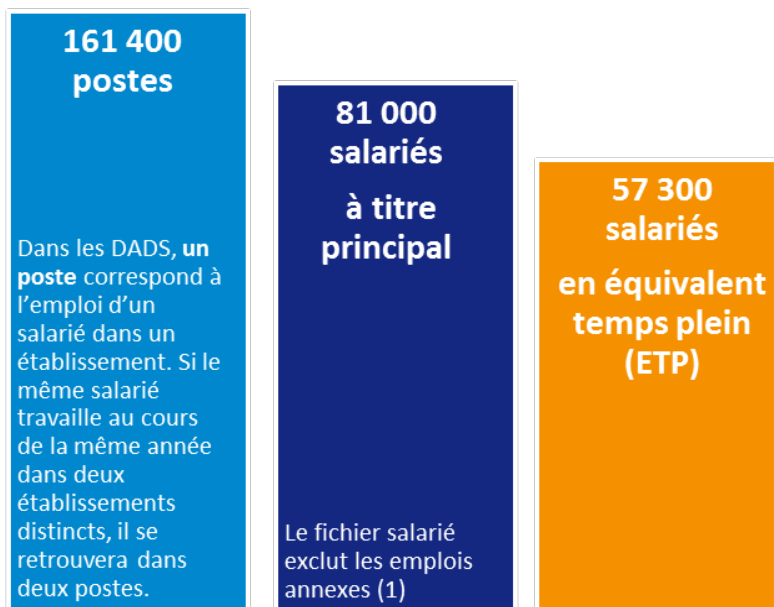 161 400
postes
Dans les DADS, un
poste correspond à
l'emploi d'un
salarié dans un
établissement. Si le
même salarié
travaille au cours
de la même année
dans deux
établissements
distincts, il se
retrouvera dans
deux postes.
81 000
salariés
à titre
principal
Le fichier salarié
exclut les emplois
annexes (1)
57 300
salariés
en équivalent
temps plein
(ETP)